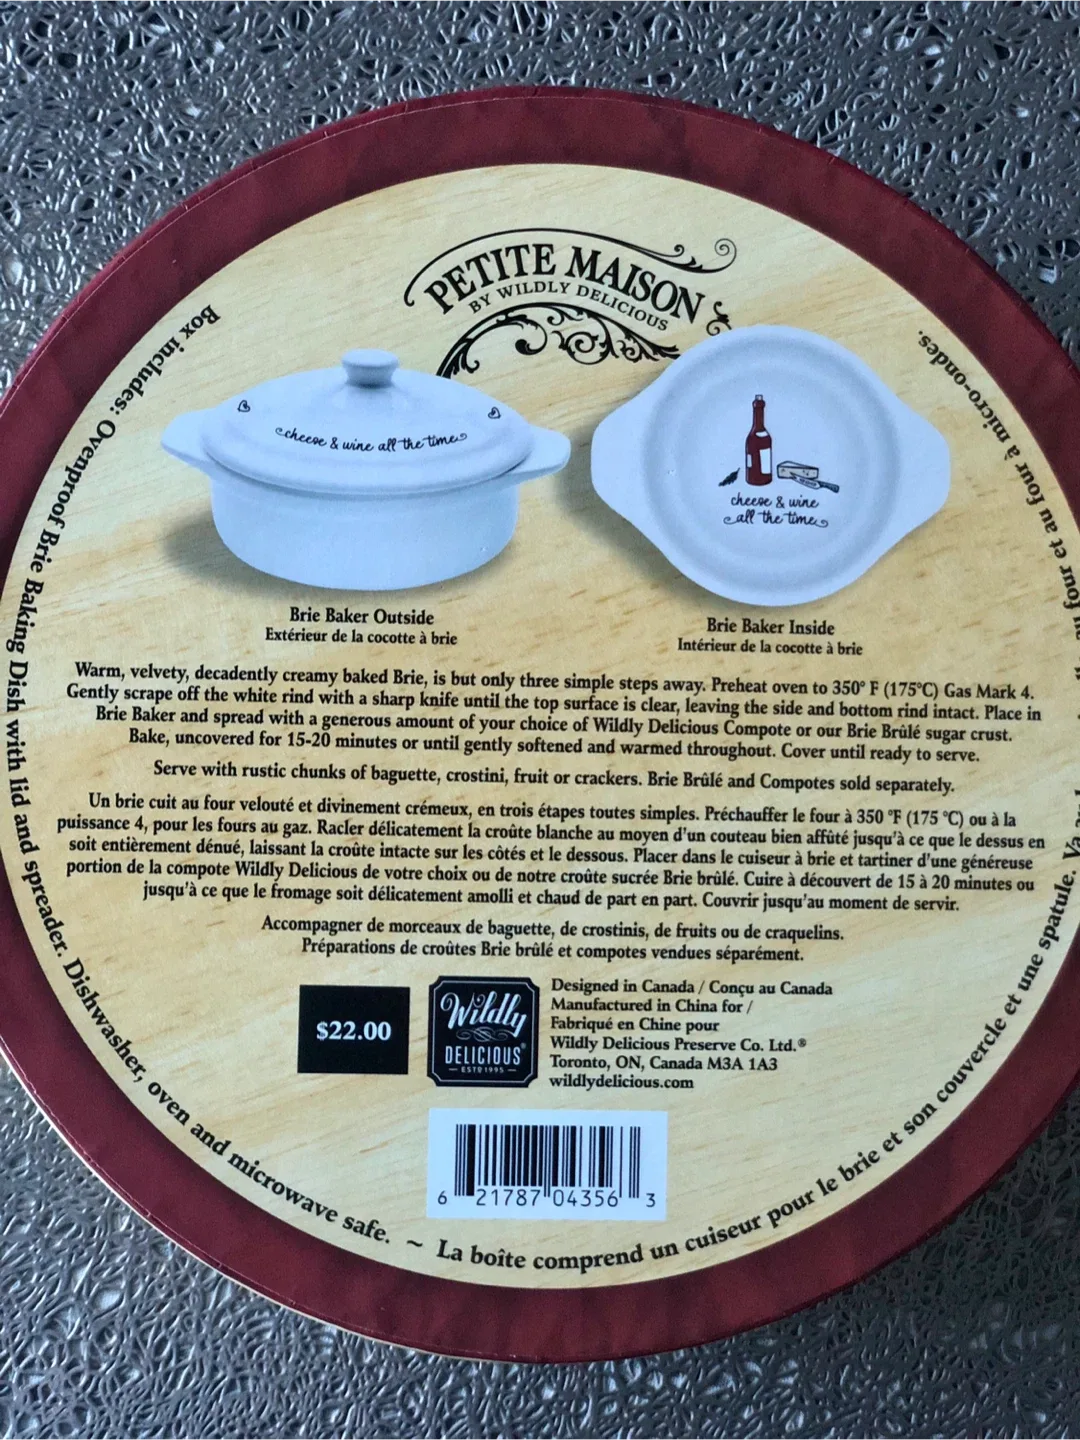 PETITE MAISON
BY WILDLY DELICIOUS
cheese & wine all the time
cheese & wine
all the time
Brie Baker Outside
Extérieur de la cocotte à brie
Brie Baker Inside
Intérieur de la cocotte à brie
Warm, velvety, decadently creamy baked Brie, is but only three simple steps away. Preheat oven to 350° F (175°C) Gas Mark 4.
Gently scrape off the white rind with a sharp knife until the top surface is clear, leaving the side and bottom rind intact. Place in
Brie Baker and spread with a generous amount of your choice of Wildly Delicious Compote or our Brie Brûlé sugar crust.
Bake, uncovered for 15-20 minutes or until gently softened and warmed throughout. Cover until ready to serve.
Serve with rustic chunks of baguette, crostini, fruit or crackers. Brie Brûlé and Compotes sold separately.
Un brie cuit au four velouté et divinement crémeux, en trois étapes toutes simples. Préchauffer le four à 350 °F (175 °C) ou à la
puissance 4, pour les fours au gaz. Racler délicatement la croûte blanche au moyen d'un couteau bien affûté jusqu'à ce que le dessus en
soit entièrement dénué, laissant la croûte intacte sur les côtés et le dessous. Placer dans le cuiseur à brie et tartiner d'une généreuse
portion de la compote Wildly Delicious de votre choix ou de notre croûte sucrée Brie brûlé. Cuire à découvert de 15 à 20 minutes ou
jusqu'à ce que le fromage soit délicatement amolli et chaud de part en part. Couvrir jusqu'au moment de servir.
Accompagner de morceaux de baguette, de crostinis, de fruits ou de craquelins.
Préparations de croûtes Brie brûlé et compotes vendues séparément.
$22.00
Wildly
DELICIOUS®
ESTD 1995
Designed in Canada / Conçu au Canada
Manufactured in China for /
Fabriqué en Chine pour
Wildly Delicious Preserve Co. Ltd.®
Toronto, ON, Canada M3A 1A3
wildlydelicious.com
6 21787 04356 3
Box includes: Ovenproof Brie Baking Dish with lid and spreader. Dishwasher, oven and microwave safe. ~ La boîte comprend un cuiseur pour le brie et son couvercle et une spatule. Va au four et au four à micro-ondes.